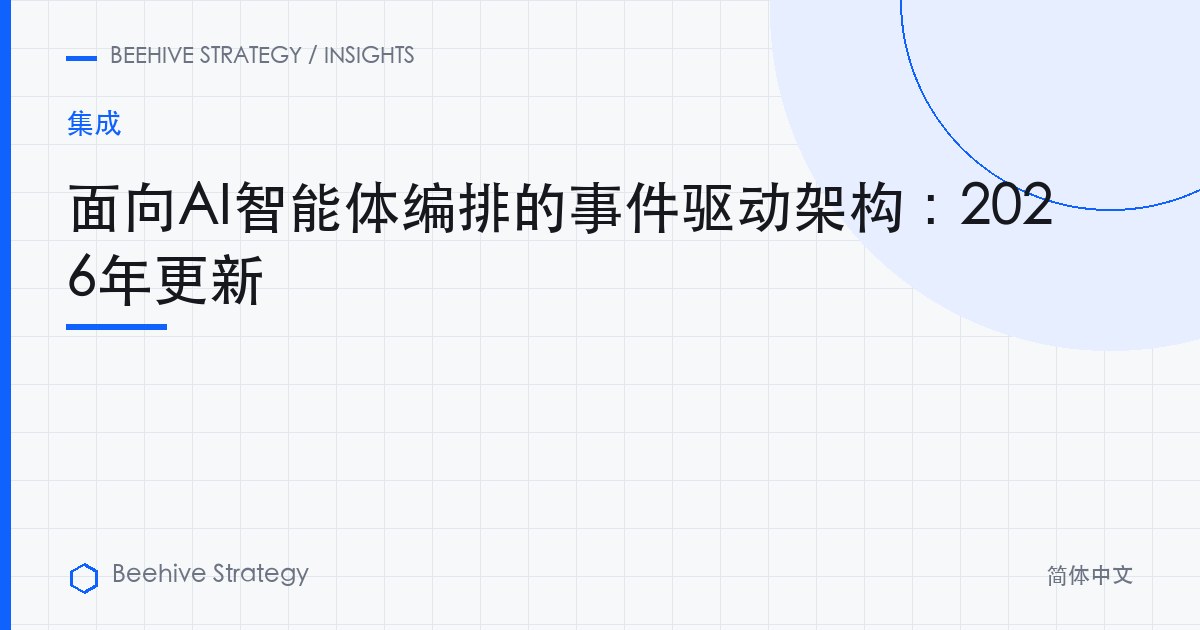 BEEHIVE STRATEGY / INSIGHTS
集成
面向AI智能体编排的事件驱动架构：202
6年更新
Beehive Strategy
简体中文